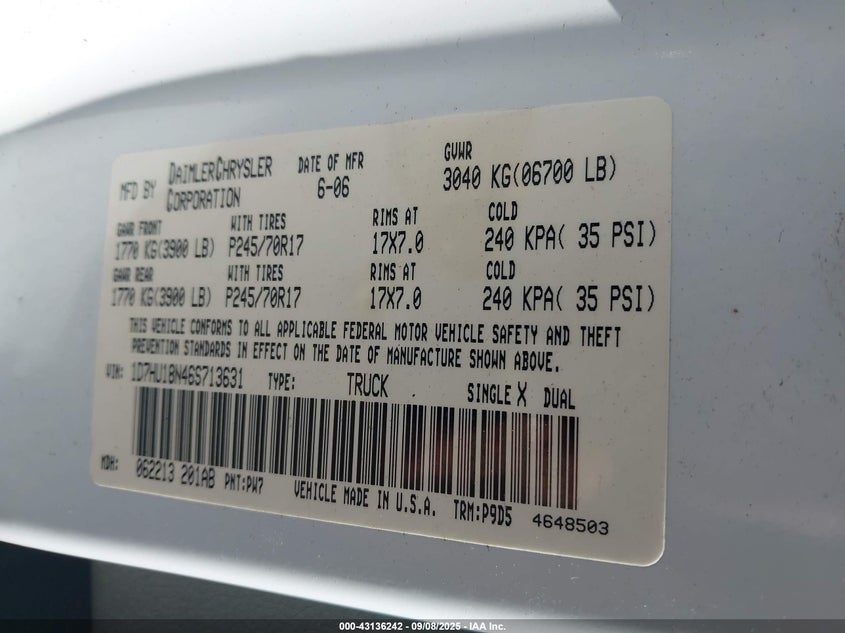 MFD BY DAIMLERCHRYSLER CORPORATION DATE OF MFR 6-06 GVWR 3040 KG(06700 LB)
GAWR FRONT WITH TIRES RIMS AT COLD
1770 KG(3900 LB) P245/70R17 17X7.0 240 KPA( 35 PSI)
GAWR REAR WITH TIRES RIMS AT COLD
1770 KG(3900 LB) P245/70R17 17X7.0 240 KPA( 35 PSI)
THIS VEHICLE CONFORMS TO ALL APPLICABLE FEDERAL MOTOR VEHICLE SAFETY AND THEFT
PREVENTION STANDARDS IN EFFECT ON THE DATE OF MANUFACTURE SHOWN ABOVE.
VIN: 1D7HU18N46S713631 TYPE: TRUCK SINGLE X DUAL
MDH: 062213 201AB PNT:PW7 VEHICLE MADE IN U.S.A. TRM:P9D5 4648503
000-43136242 - 09/08/2025 - IAA Inc.